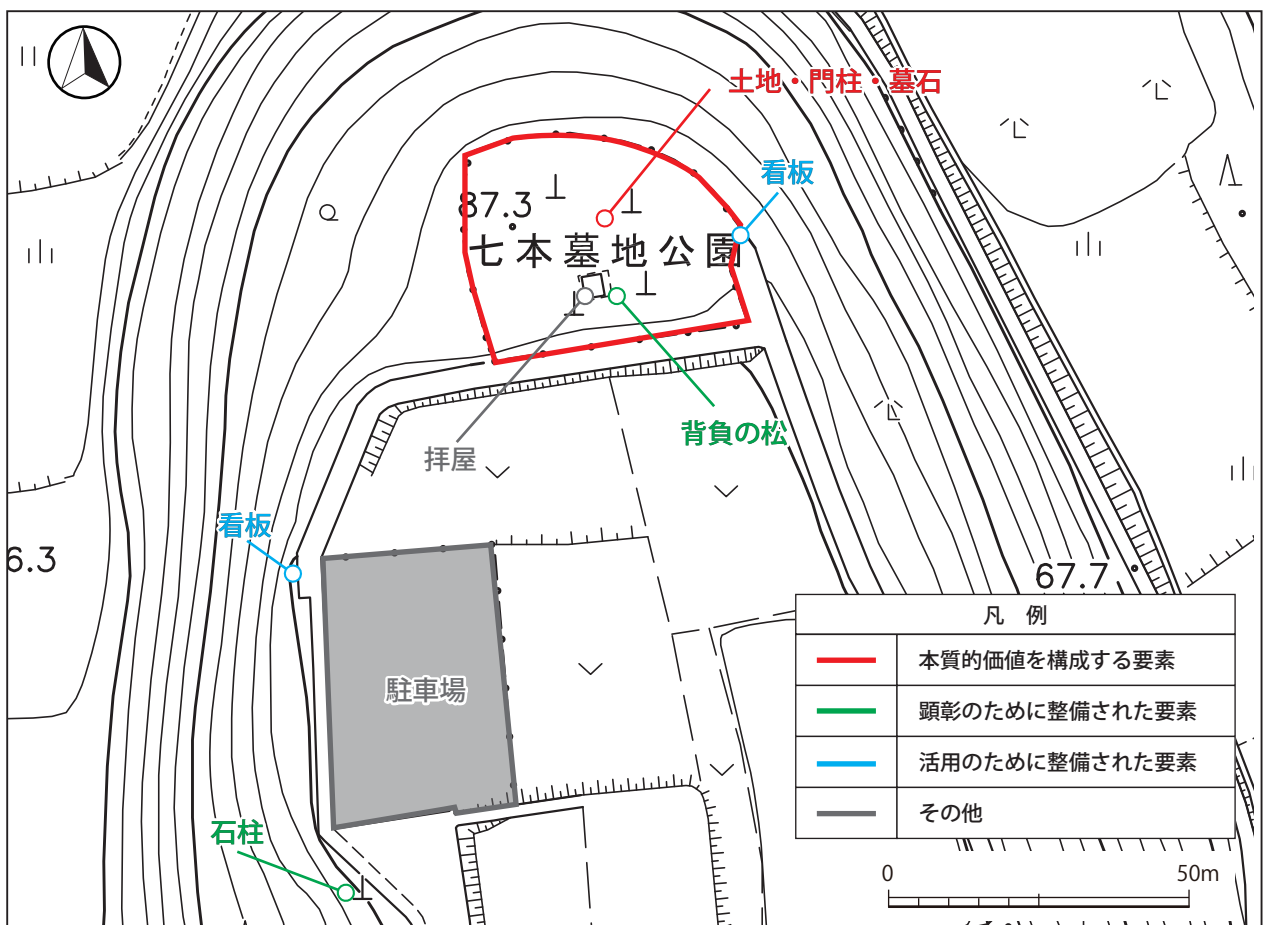 土地・門柱・墓石
看板
87.3
七本墓地公園
背負の松
拝屋
看板
6.3
67.7
駐車場
石柱
凡 例
本質的価値を構成する要素
顕彰のために整備された要素
活用のために整備された要素
その他
0 50m